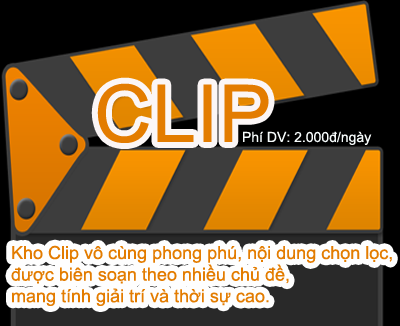 CLIP
Phí DV: 2.000đ/ngày
Kho Clip vô cùng phong phú, nội dung chọn lọc,
được biên soạn theo nhiều chủ đề,
mang tính giải trí và thời sự cao.